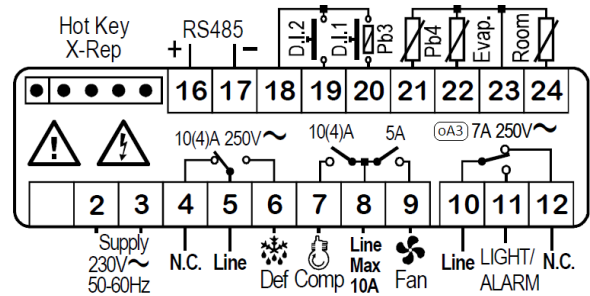 Hot Key
X-Rep
RS485
+
−
D.I.2
D.I.1
Pb3
Pb4
Evap.
Room
16 17 18 19 20 21 22 23 24
10(4)A 250V~
10(4)A
5A
oA3 7A 250V~
2 3 4 5 6 7 8 9 10 11 12
Supply
230V~
50-60Hz
N.C.
Line
Def
Comp
Line
Max
10A
Fan
Line
LIGHT/
ALARM
N.C.